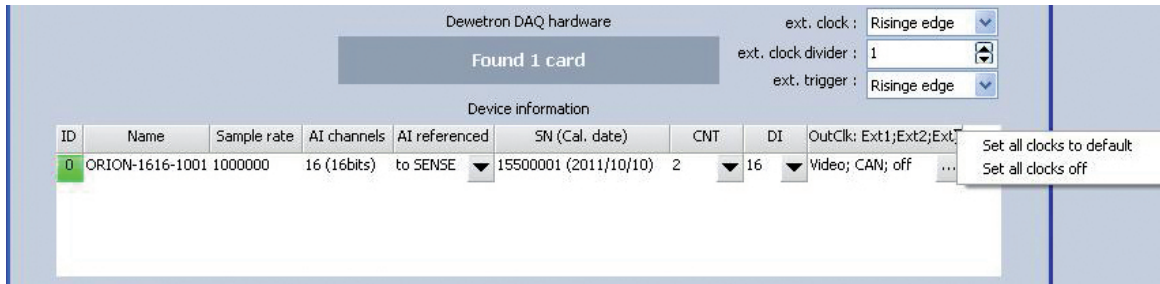 Dewetron DAQ hardware
ext. clock : Risinge edge
Found 1 card
ext. clock divider : 1
ext. trigger : Risinge edge
Device information
ID Name Sample rate AI channels AI referenced SN (Cal. date) CNT DI OutClk: Ext1;Ext2;Ext
0 ORION-1616-1001 1000000 16 (16bits) to SENSE 15500001 (2011/10/10) 2 16 Video; CAN; off ...
Set all clocks to default
Set all clocks off